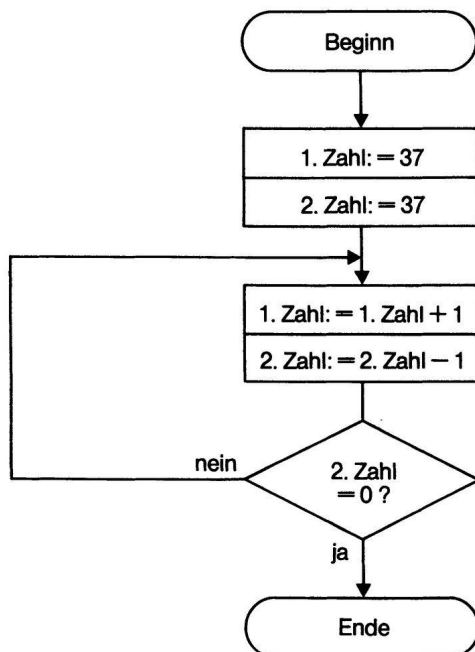 Beginn
1. Zahl: = 37
2. Zahl: = 37
1. Zahl: = 1. Zahl + 1
2. Zahl: = 2. Zahl − 1
nein
2. Zahl
= 0 ?
ja
Ende